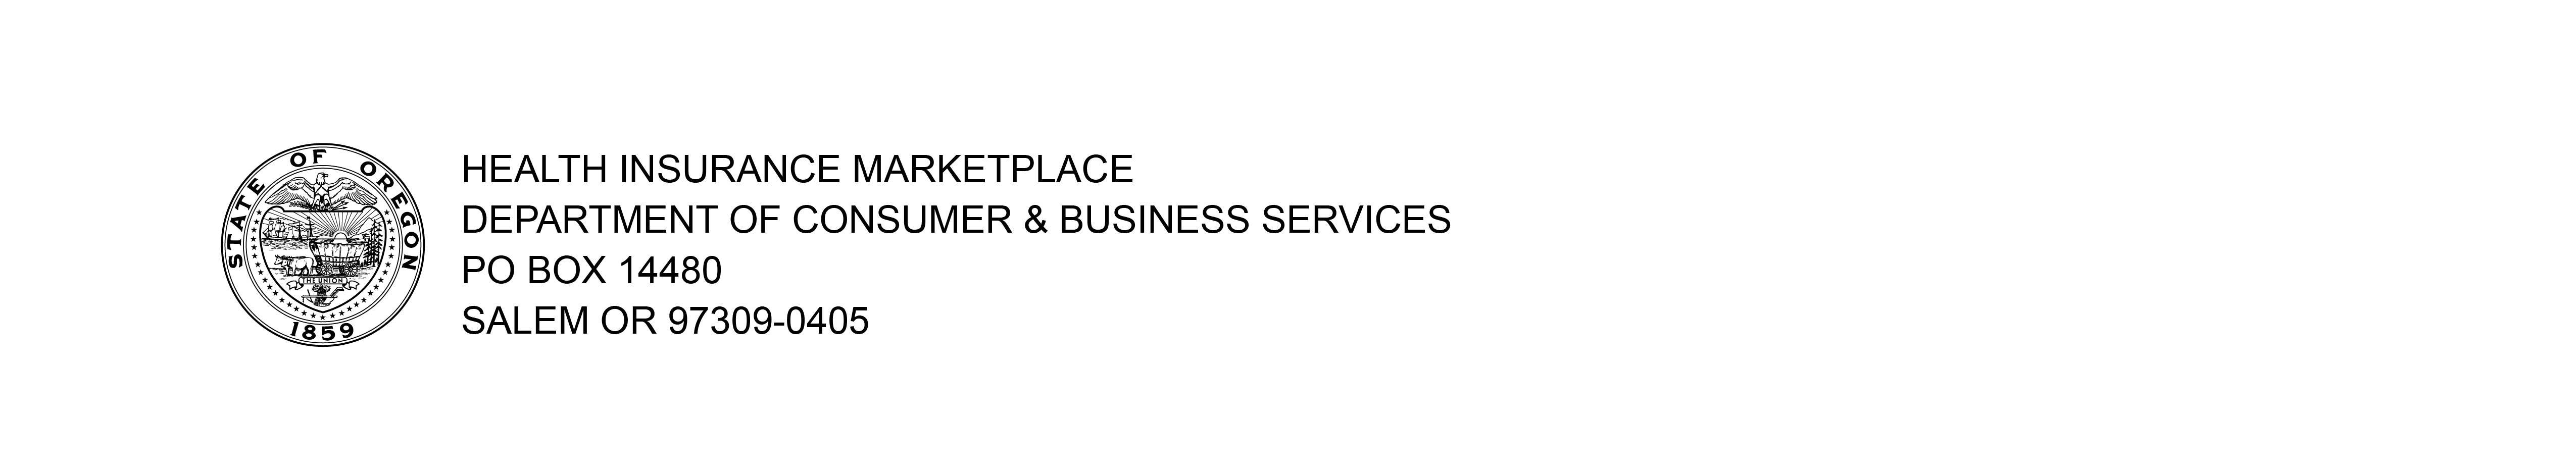 STATE OF OREGON
THE UNION
1859
HEALTH INSURANCE MARKETPLACE
DEPARTMENT OF CONSUMER & BUSINESS SERVICES
PO BOX 14480
SALEM OR 97309-0405